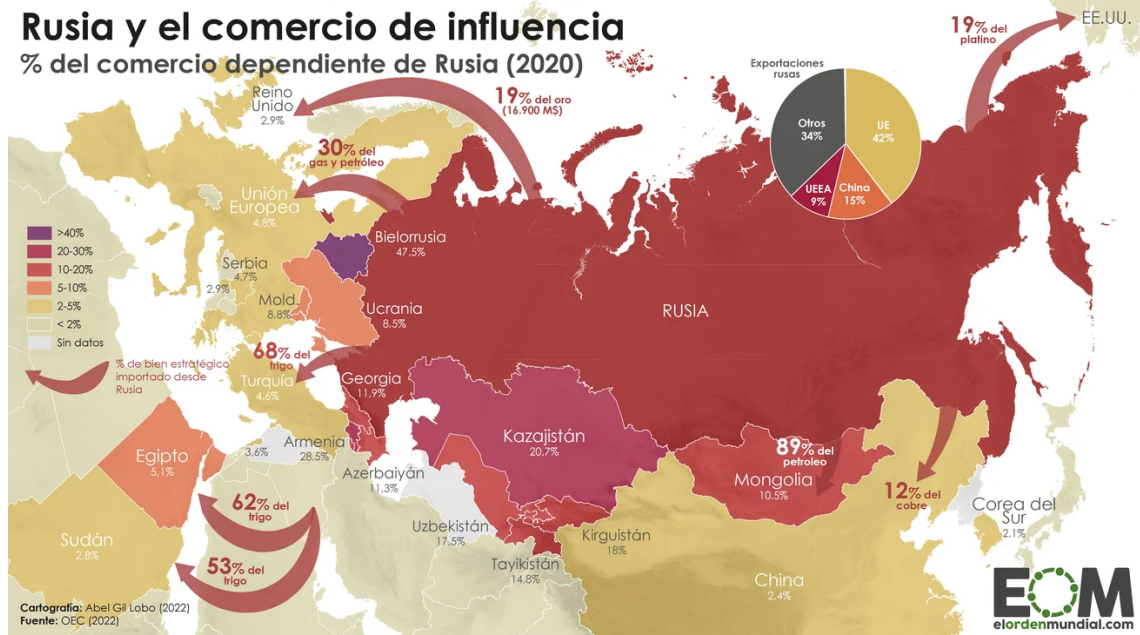 Rusia y el comercio de influencia
% del comercio dependiente de Rusia (2020)
EE.UU.
19% del
platino
Exportaciones
rusas
Otros
34%
UE
42%
UEEA
9%
China
15%
Reino
Unido
2.9%
19% del oro
(16.900 M$)
30% del
gas y petróleo
Unión
Europea
4.8%
>40%
20-30%
10-20%
5-10%
2-5%
< 2%
Sin datos
% de bien estratégico
importado desde
Rusia
Bielorrusia
47.5%
Serbia
4.7%
2.9%
Mold.
8.8%
Ucrania
8.5%
RUSIA
68% del
trigo
Turquía
4.6%
Georgia
11.9%
Armenia
28.5%
3.6%
Azerbaiyán
11.3%
Kazajistán
20.7%
89% del
petroleo
Mongolia
10.5%
12% del
cobre
Egipto
5.1%
62% del
trigo
Uzbekistán
17.5%
Kirguistán
18%
Corea del
Sur
2.1%
Sudán
2.8%
53% del
trigo
Tayikistán
14.8%
China
2.4%
Cartografía: Abel Gil Lobo (2022)
Fuente: OEC (2022)
EOM
elordenmundial.com